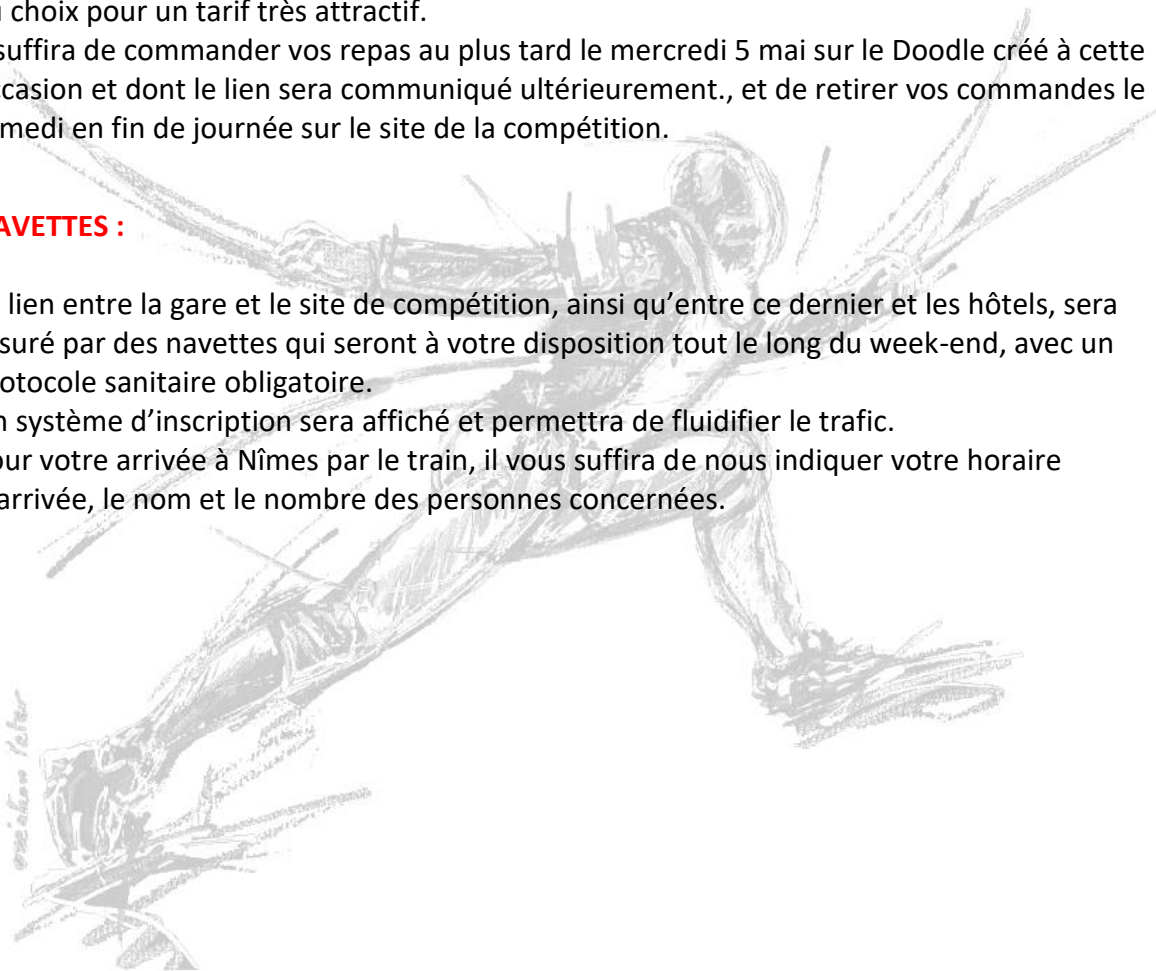 u choix pour un tarif très attractif.
suffira de commander vos repas au plus tard le mercredi 5 mai sur le Doodle créé à cette
ccasion et dont le lien sera communiqué ultérieurement., et de retirer vos commandes le
medi en fin de journée sur le site de la compétition.
AVETTES :
lien entre la gare et le site de compétition, ainsi qu’entre ce dernier et les hôtels, sera
suré par des navettes qui seront à votre disposition tout le long du week-end, avec un
otocole sanitaire obligatoire.
n système d’inscription sera affiché et permettra de fluidifier le trafic.
our votre arrivée à Nîmes par le train, il vous suffira de nous indiquer votre horaire
’arrivée, le nom et le nombre des personnes concernées.